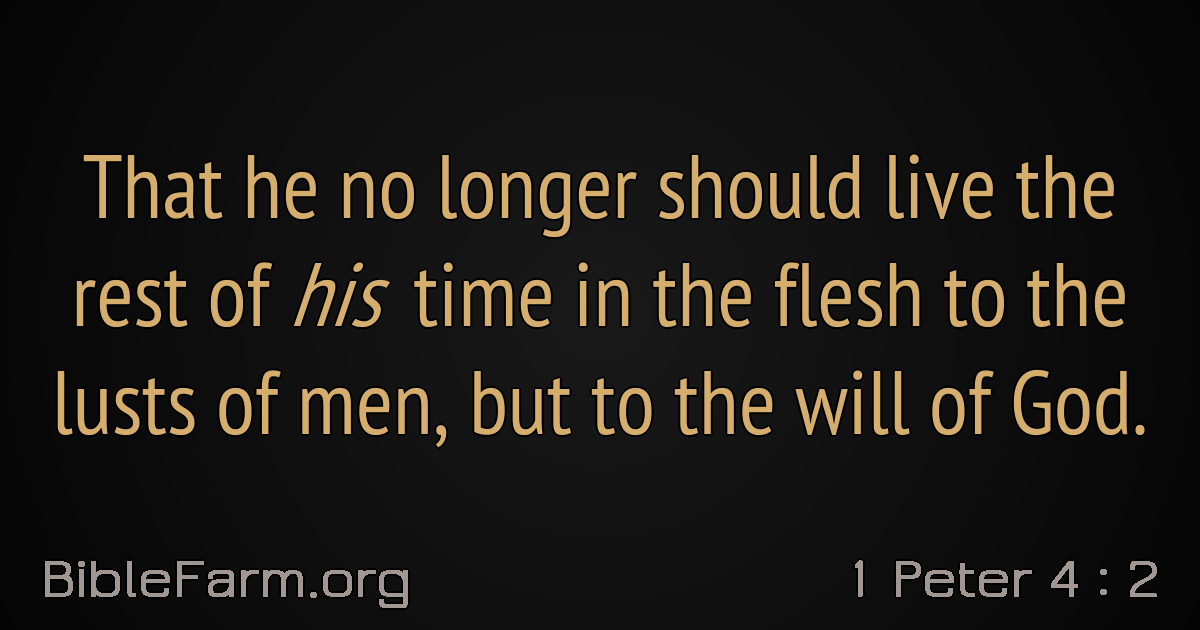 That he no longer should live the
rest of his time in the flesh to the
lusts of men, but to the will of God.
BibleFarm.org
1 Peter 4 : 2